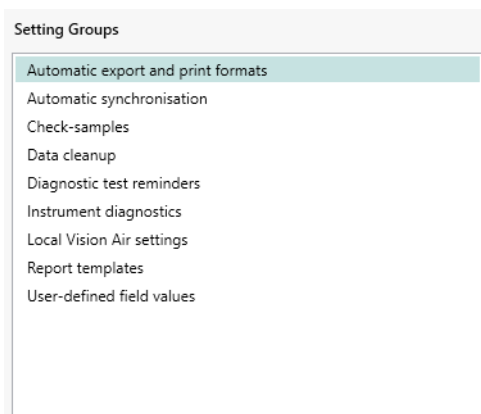 Setting Groups
Automatic export and print formats
Automatic synchronisation
Check-samples
Data cleanup
Diagnostic test reminders
Instrument diagnostics
Local Vision Air settings
Report templates
User-defined field values